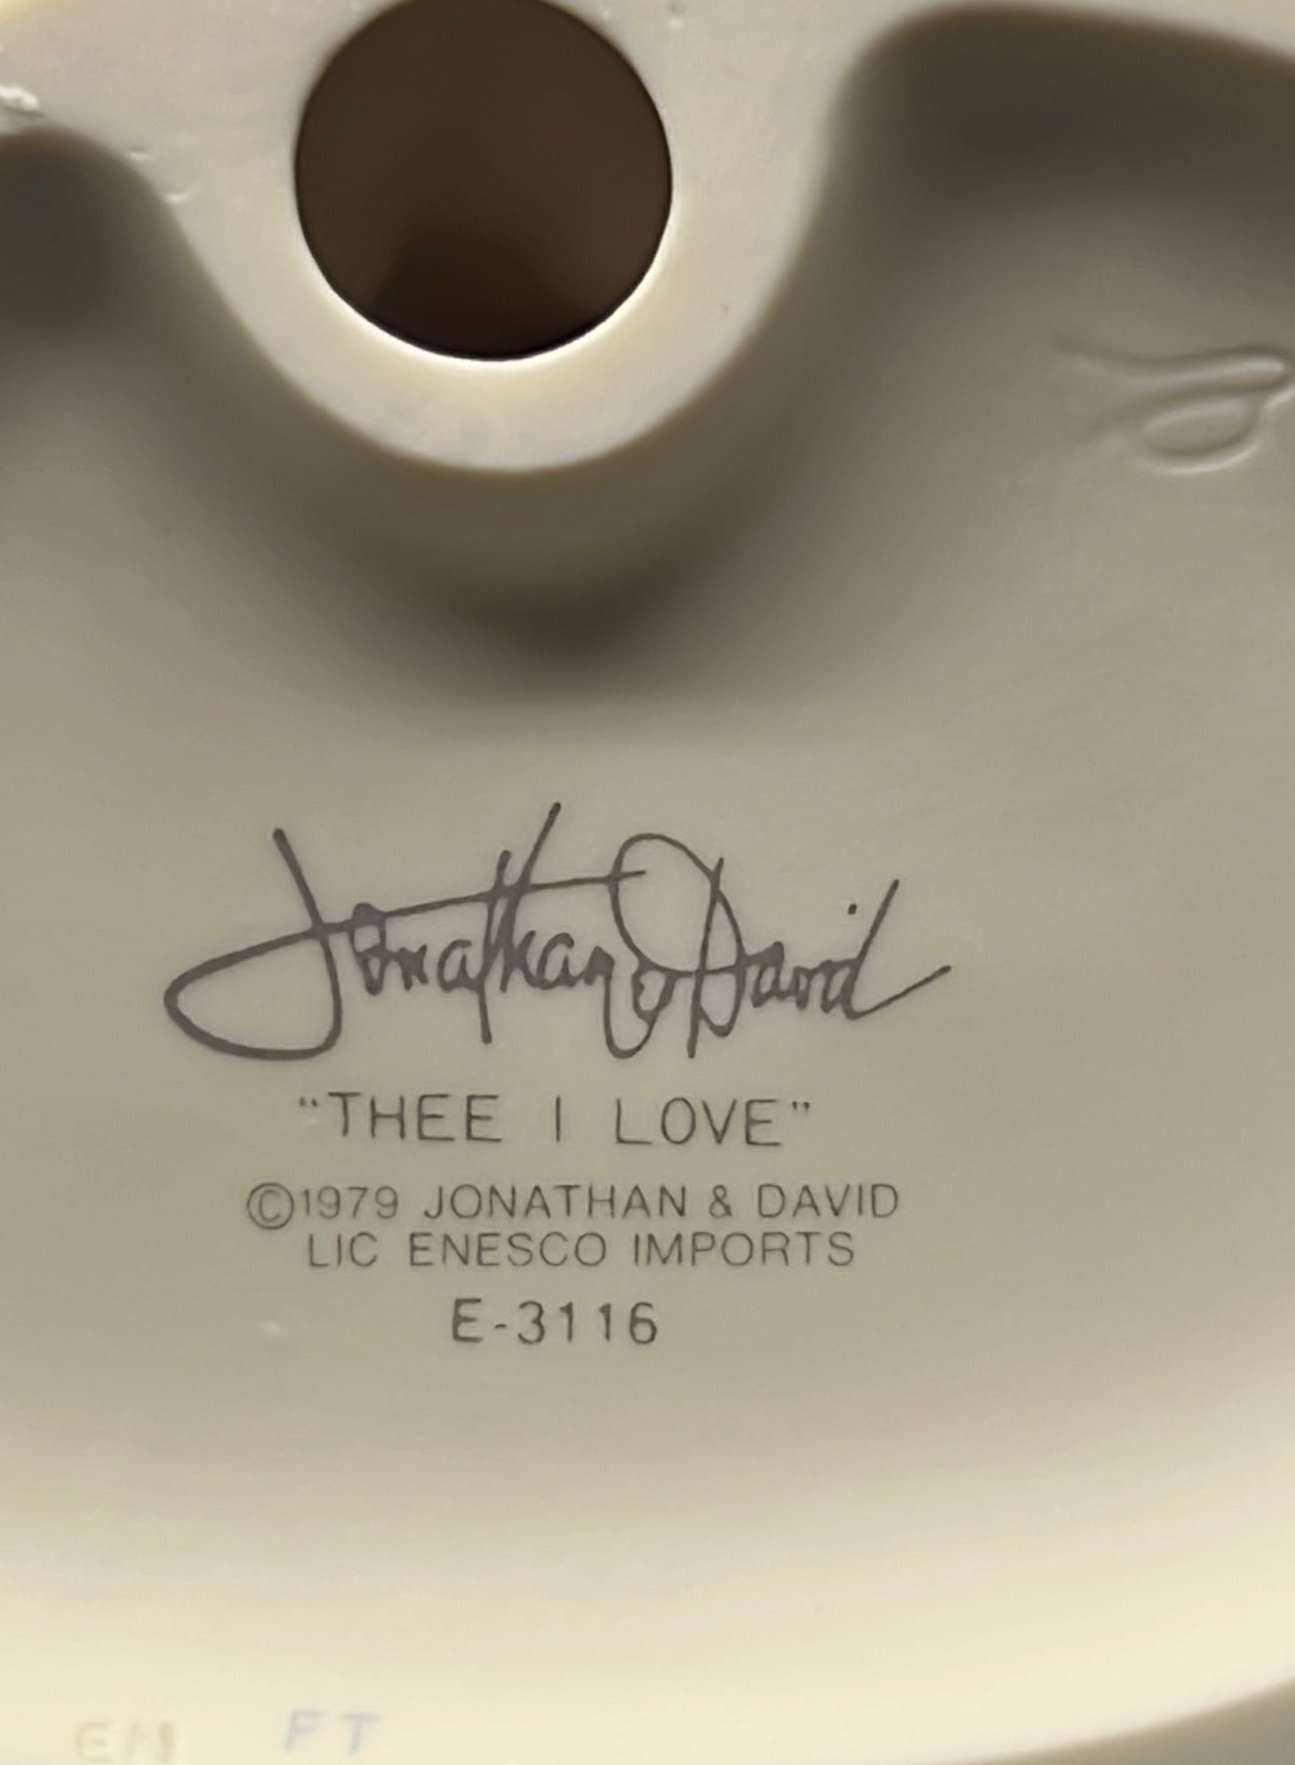 Jonathan & David
"THEE I LOVE"
©1979 JONATHAN & DAVID
LIC ENESCO IMPORTS
E-3116
FT